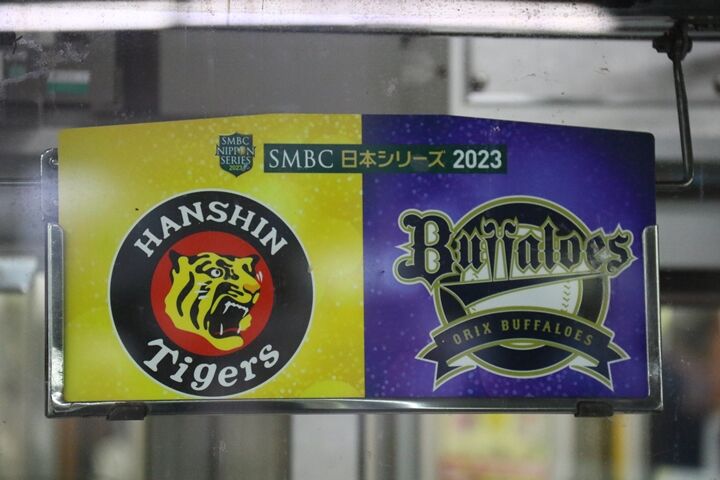 SMBC
NIPPON
SERIES
2023
SMBC 日本シリーズ 2023
HANSHIN
Tigers
Buffaloes
ORIX BUFFALOES